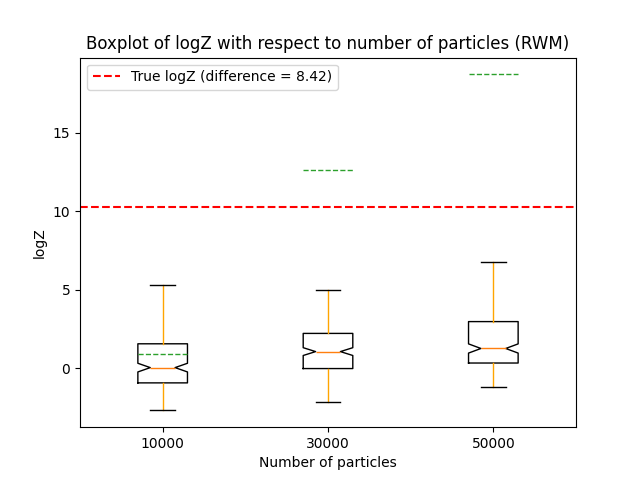 Boxplot of logZ with respect to number of particles (RWM)
True logZ (difference = 8.42)
15
10
5
0
logZ
10000 30000 50000
Number of particles